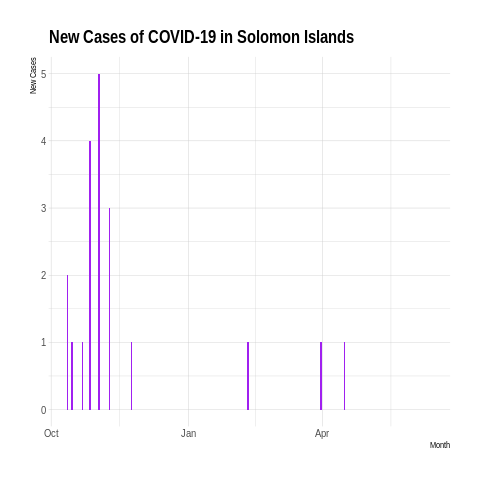 New Cases of COVID-19 in Solomon Islands
New Cases
5
4
3
2
1
0
Oct
Jan
Apr
Month